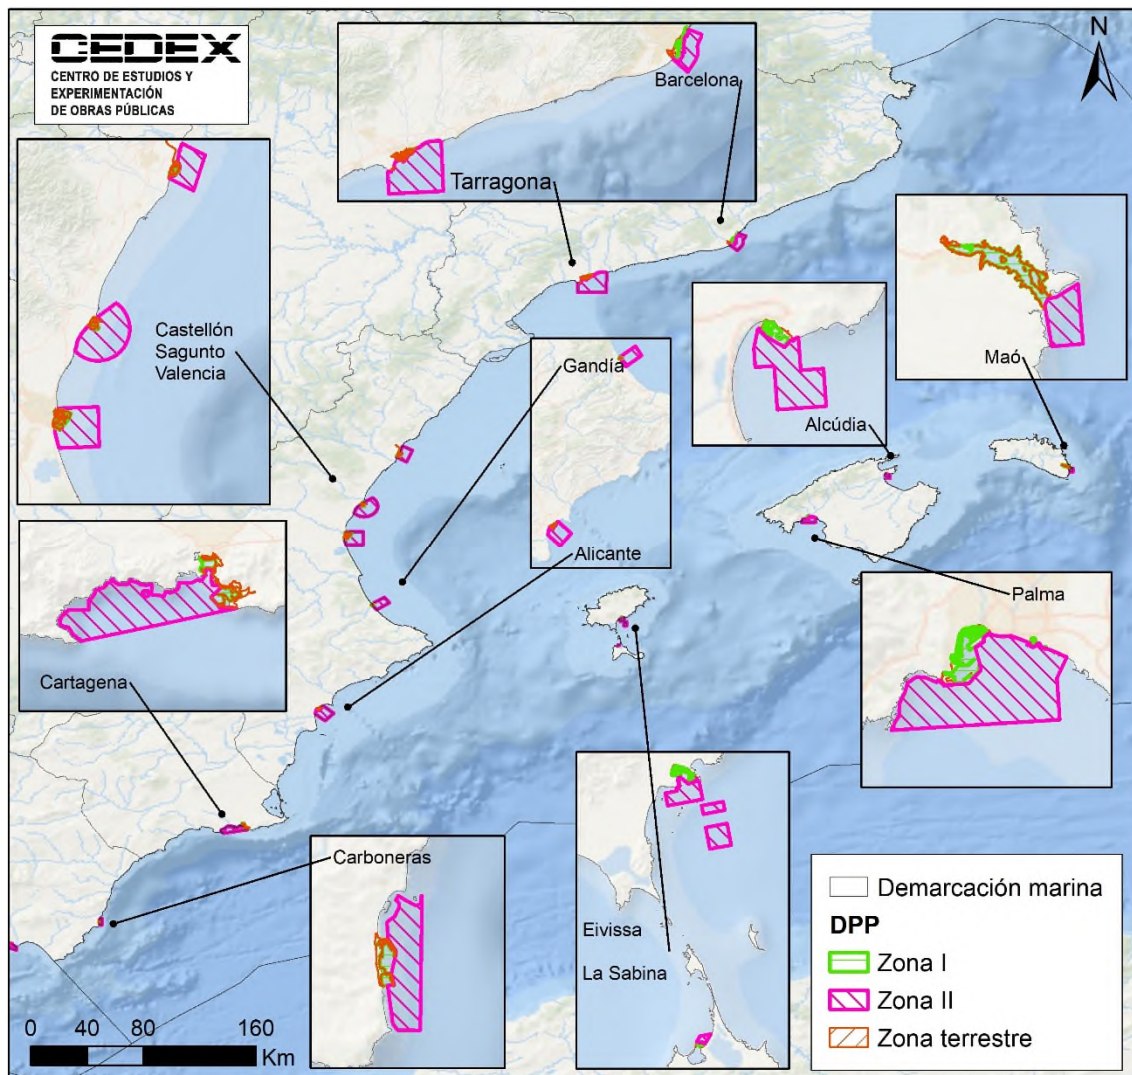 CEDEX
CENTRO DE ESTUDIOS Y
EXPERIMENTACIÓN
DE OBRAS PÚBLICAS
N
Barcelona
Tarragona
Castellón
Sagunto
Valencia
Gandía
Maó
Alcúdia
Alicante
Palma
Cartagena
Carboneras
Eivissa
La Sabina
Demarcación marina
DPP
Zona I
Zona II
Zona terrestre
0 40 80 160
Km